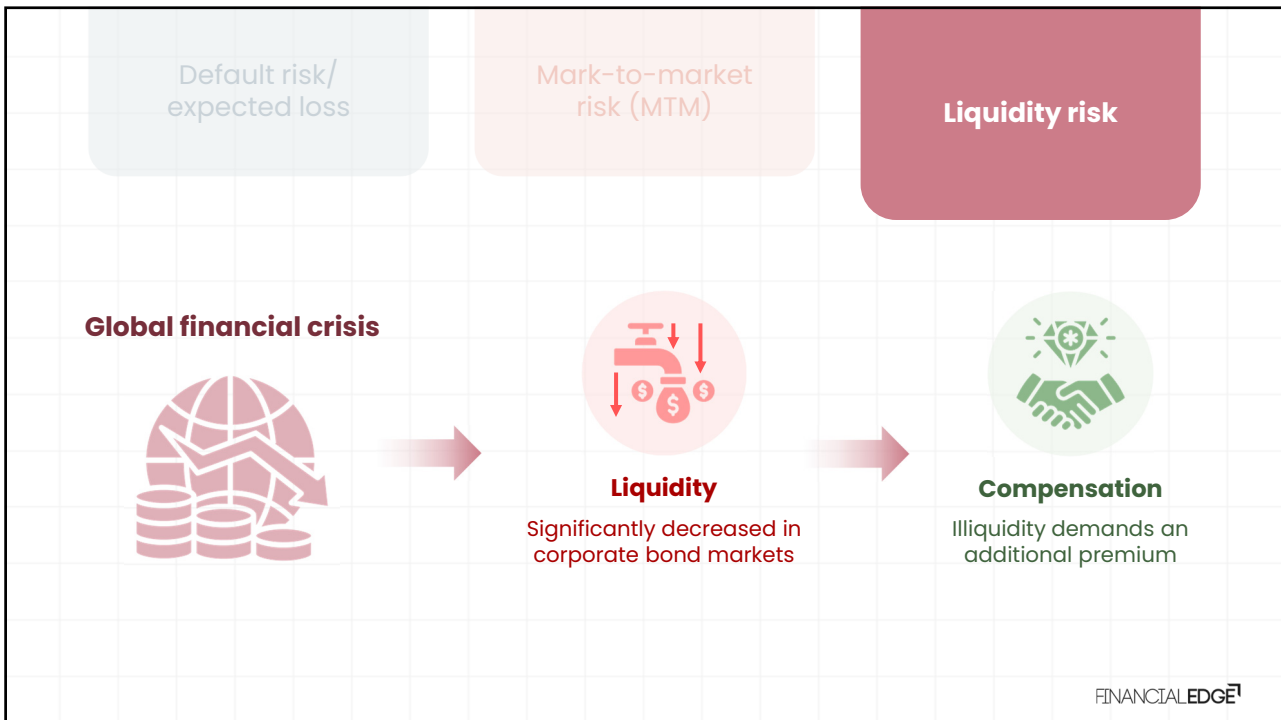 Default risk/
expected loss
Mark-to-market
risk (MTM)
Liquidity risk
Global financial crisis
$
$
$
Liquidity
Significantly decreased in
corporate bond markets
Compensation
Illiquidity demands an
additional premium
FINANCIALEDGE